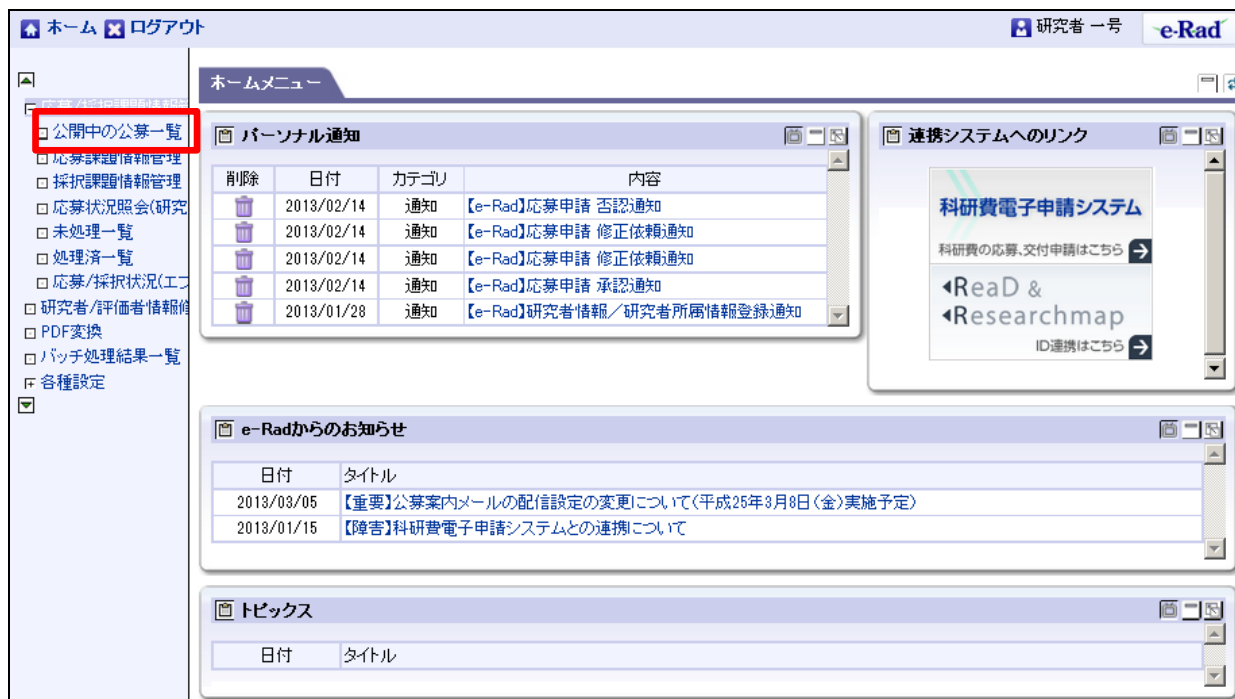 ホーム ログアウト
研究者 一号
e-Rad
応募/採択課題情報管
公開中の公募一覧
応募課題情報管理
採択課題情報管理
応募状況照会(研究
未処理一覧
処理済一覧
応募/採択状況(エフ
研究者/評価者情報修
PDF変換
バッチ処理結果一覧
各種設定
ホームメニュー
パーソナル通知
削除 日付 カテゴリ 内容
2013/02/14 通知 【e-Rad】応募申請 否認通知
2013/02/14 通知 【e-Rad】応募申請 修正依頼通知
2013/02/14 通知 【e-Rad】応募申請 修正依頼通知
2013/02/14 通知 【e-Rad】応募申請 承認通知
2013/01/28 通知 【e-Rad】研究者情報/研究者所属情報登録通知
連携システムへのリンク
科研費電子申請システム
科研費の応募、交付申請はこちら
ReaD &
Researchmap
ID連携はこちら
e-Radからのお知らせ
日付 タイトル
2013/03/05 【重要】公募案内メールの配信設定の変更について(平成25年3月8日(金)実施予定)
2013/01/15 【障害】科研費電子申請システムとの連携について
トピックス
日付 タイトル